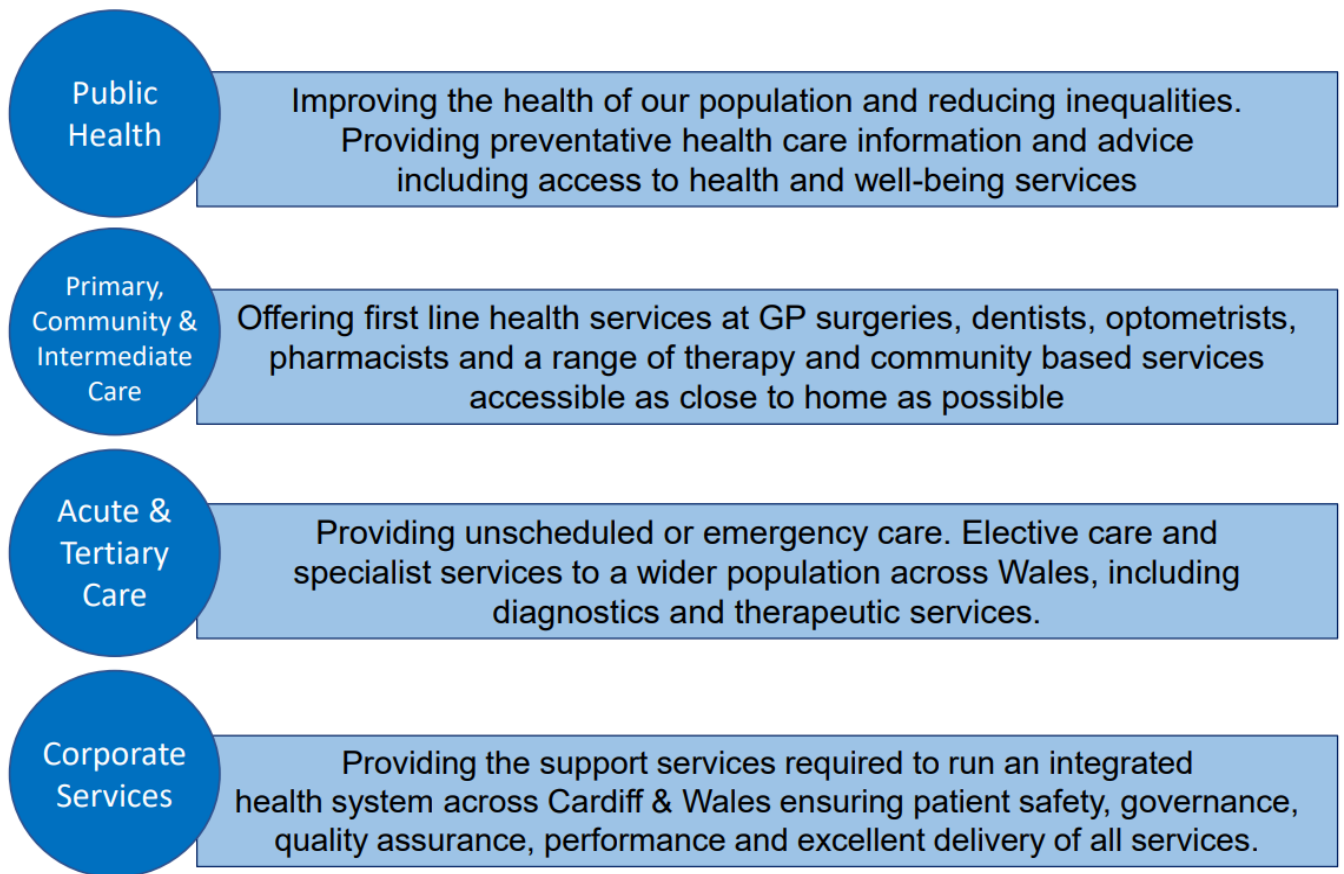 Public
Health
Improving the health of our population and reducing inequalities.
Providing preventative health care information and advice
including access to health and well-being services
Primary,
Community &
Intermediate
Care
Offering first line health services at GP surgeries, dentists, optometrists,
pharmacists and a range of therapy and community based services
accessible as close to home as possible
Acute &
Tertiary
Care
Providing unscheduled or emergency care. Elective care and
specialist services to a wider population across Wales, including
diagnostics and therapeutic services.
Corporate
Services
Providing the support services required to run an integrated
health system across Cardiff & Wales ensuring patient safety, governance,
quality assurance, performance and excellent delivery of all services.